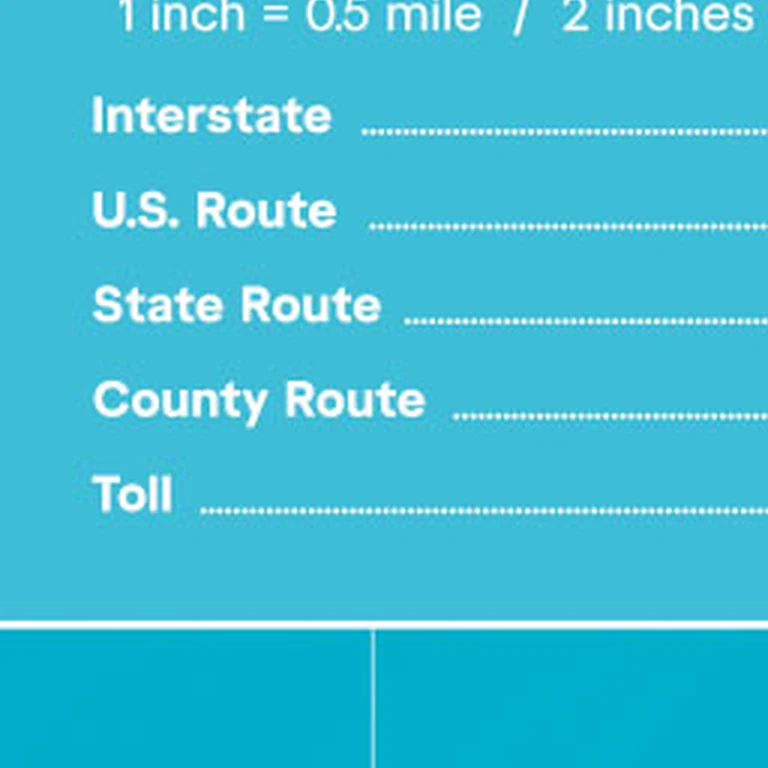 1 inch = 0.5 mile / 2 inches
Interstate
U.S. Route
State Route
County Route
Toll